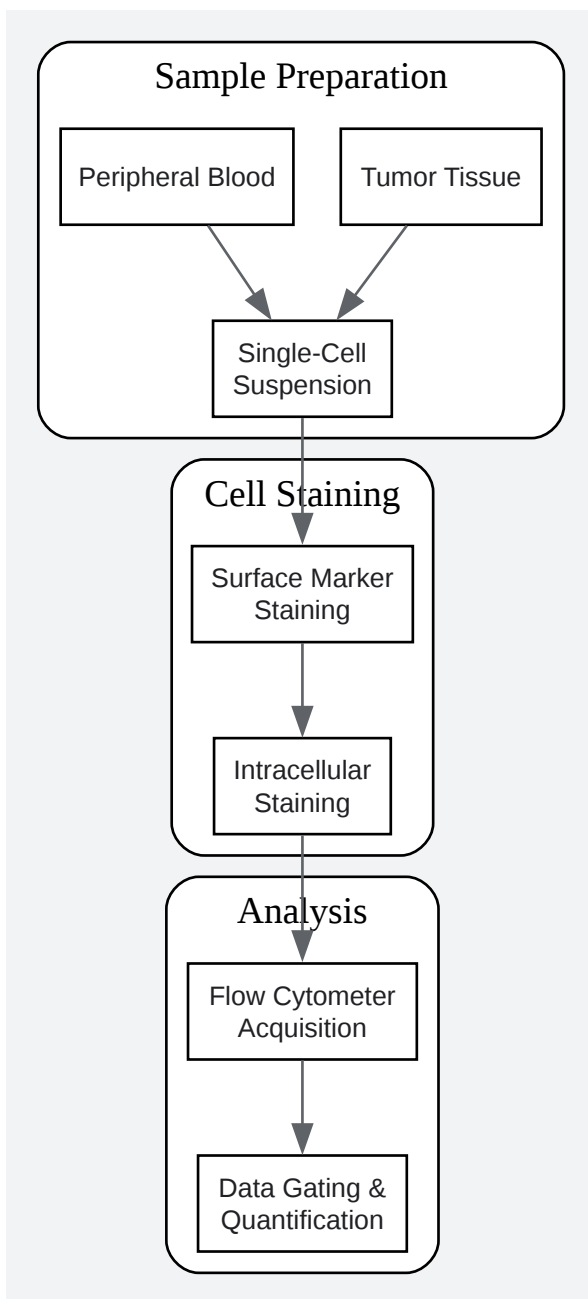 Sample Preparation
Peripheral Blood
Tumor Tissue
Single-Cell
Suspension
Cell Staining
Surface Marker
Staining
Intracellular
Staining
Analysis
Flow Cytometer
Acquisition
Data Gating &
Quantification